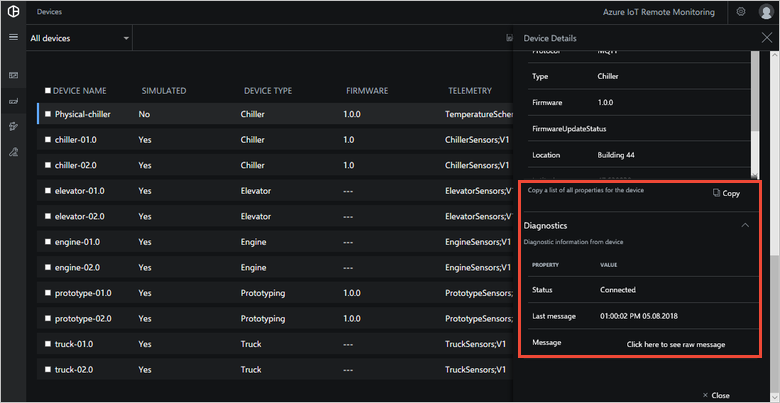 Devices
Azure IoT Remote Monitoring
All devices
DEVICE NAME SIMULATED DEVICE TYPE FIRMWARE TELEMETRY
Physical-chiller No Chiller 1.0.0 TemperatureSchem
chiller-01.0 Yes Chiller 1.0 ChillerSensors;V1
chiller-02.0 Yes Chiller 1.0 ChillerSensors;V1
elevator-01.0 Yes Elevator --- ElevatorSensors;V1
elevator-02.0 Yes Elevator --- ElevatorSensors;V1
engine-01.0 Yes Engine --- EngineSensors;V1
engine-02.0 Yes Engine --- EngineSensors;V1
prototype-01.0 Yes Prototyping 1.0.0 PrototypeSensors;
prototype-02.0 Yes Prototyping 1.0.0 PrototypeSensors;
truck-01.0 Yes Truck --- TruckSensors;V1
truck-02.0 Yes Truck --- TruckSensors;V1
Device Details
Protocol MQTT
Type Chiller
Firmware 1.0.0
FirmwareUpdateStatus
Location Building 44
Copy a list of all properties for the device
Copy
Diagnostics
Diagnostic information from device
PROPERTY VALUE
Status Connected
Last message 01:00:02 PM 05.08.2018
Message Click here to see raw message
Close